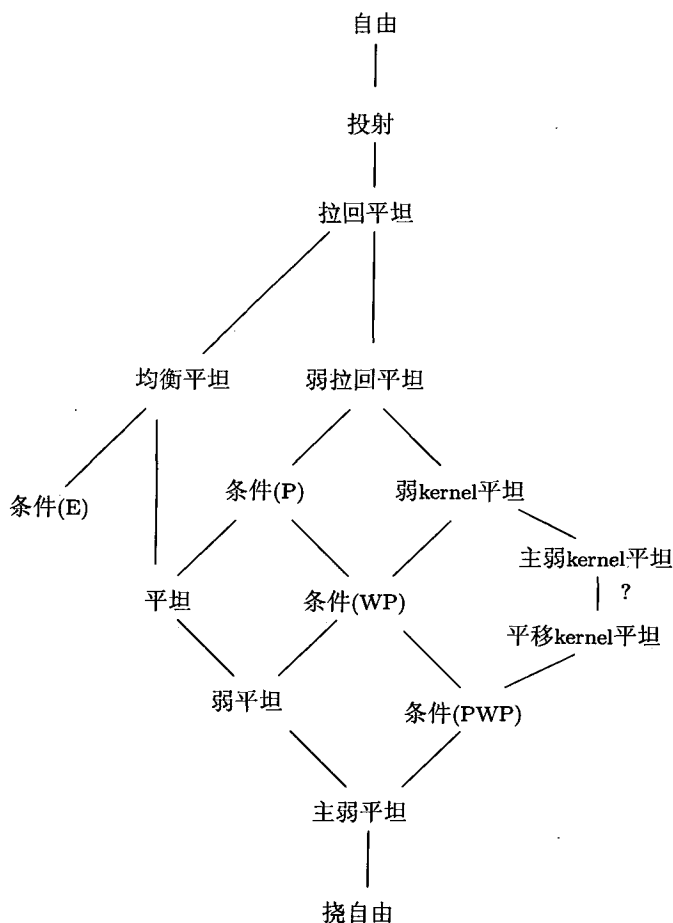 自由
投射
拉回平坦
均衡平坦
弱拉回平坦
条件(E)
条件(P)
弱kernel平坦
主弱kernel平坦
?
平坦
条件(WP)
平移kernel平坦
弱平坦
条件(PWP)
主弱平坦
挠自由